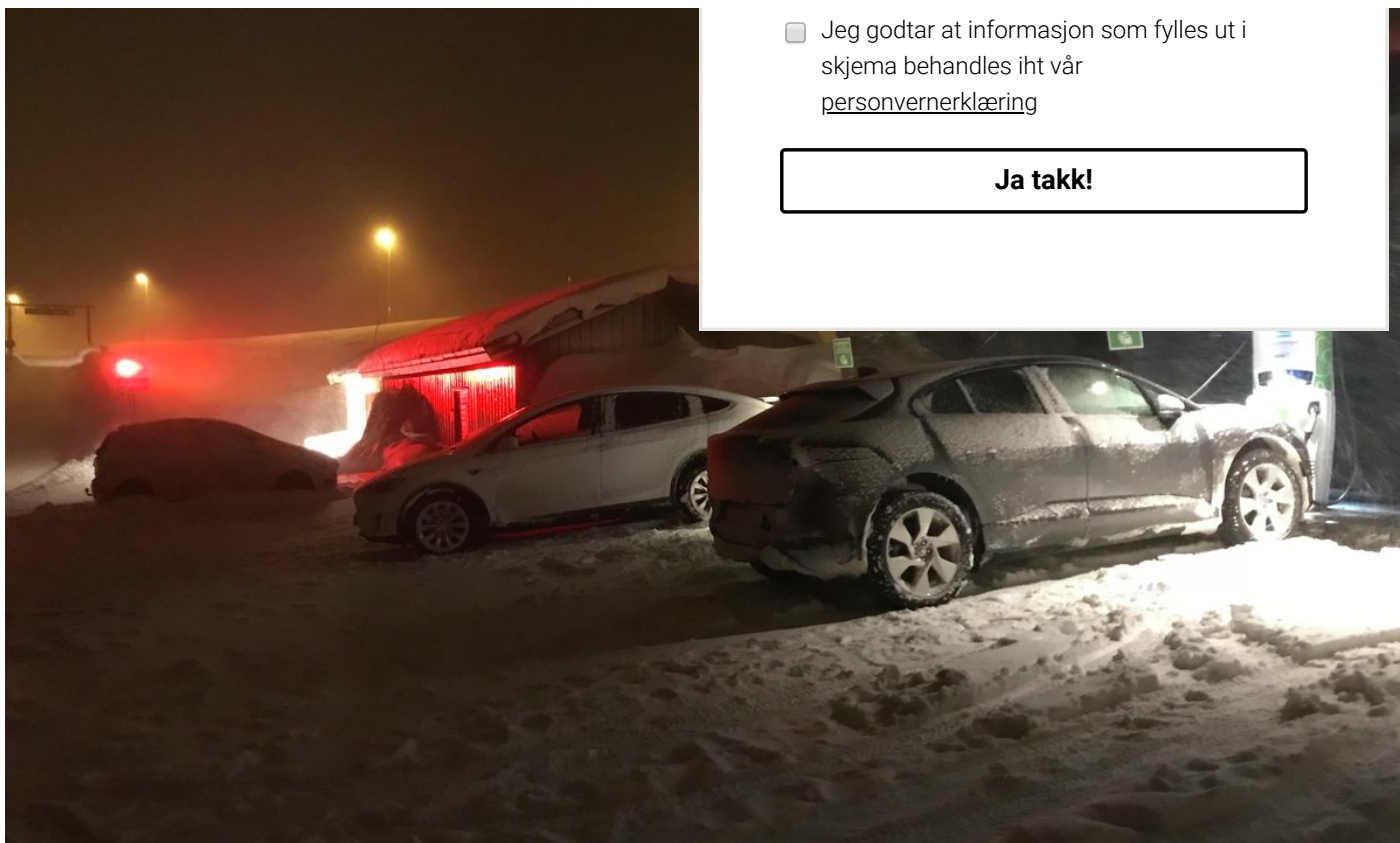 Jeg godtar at informasjon som fylles ut i
skjema behandles iht vår
personvernerklæring
Ja takk!